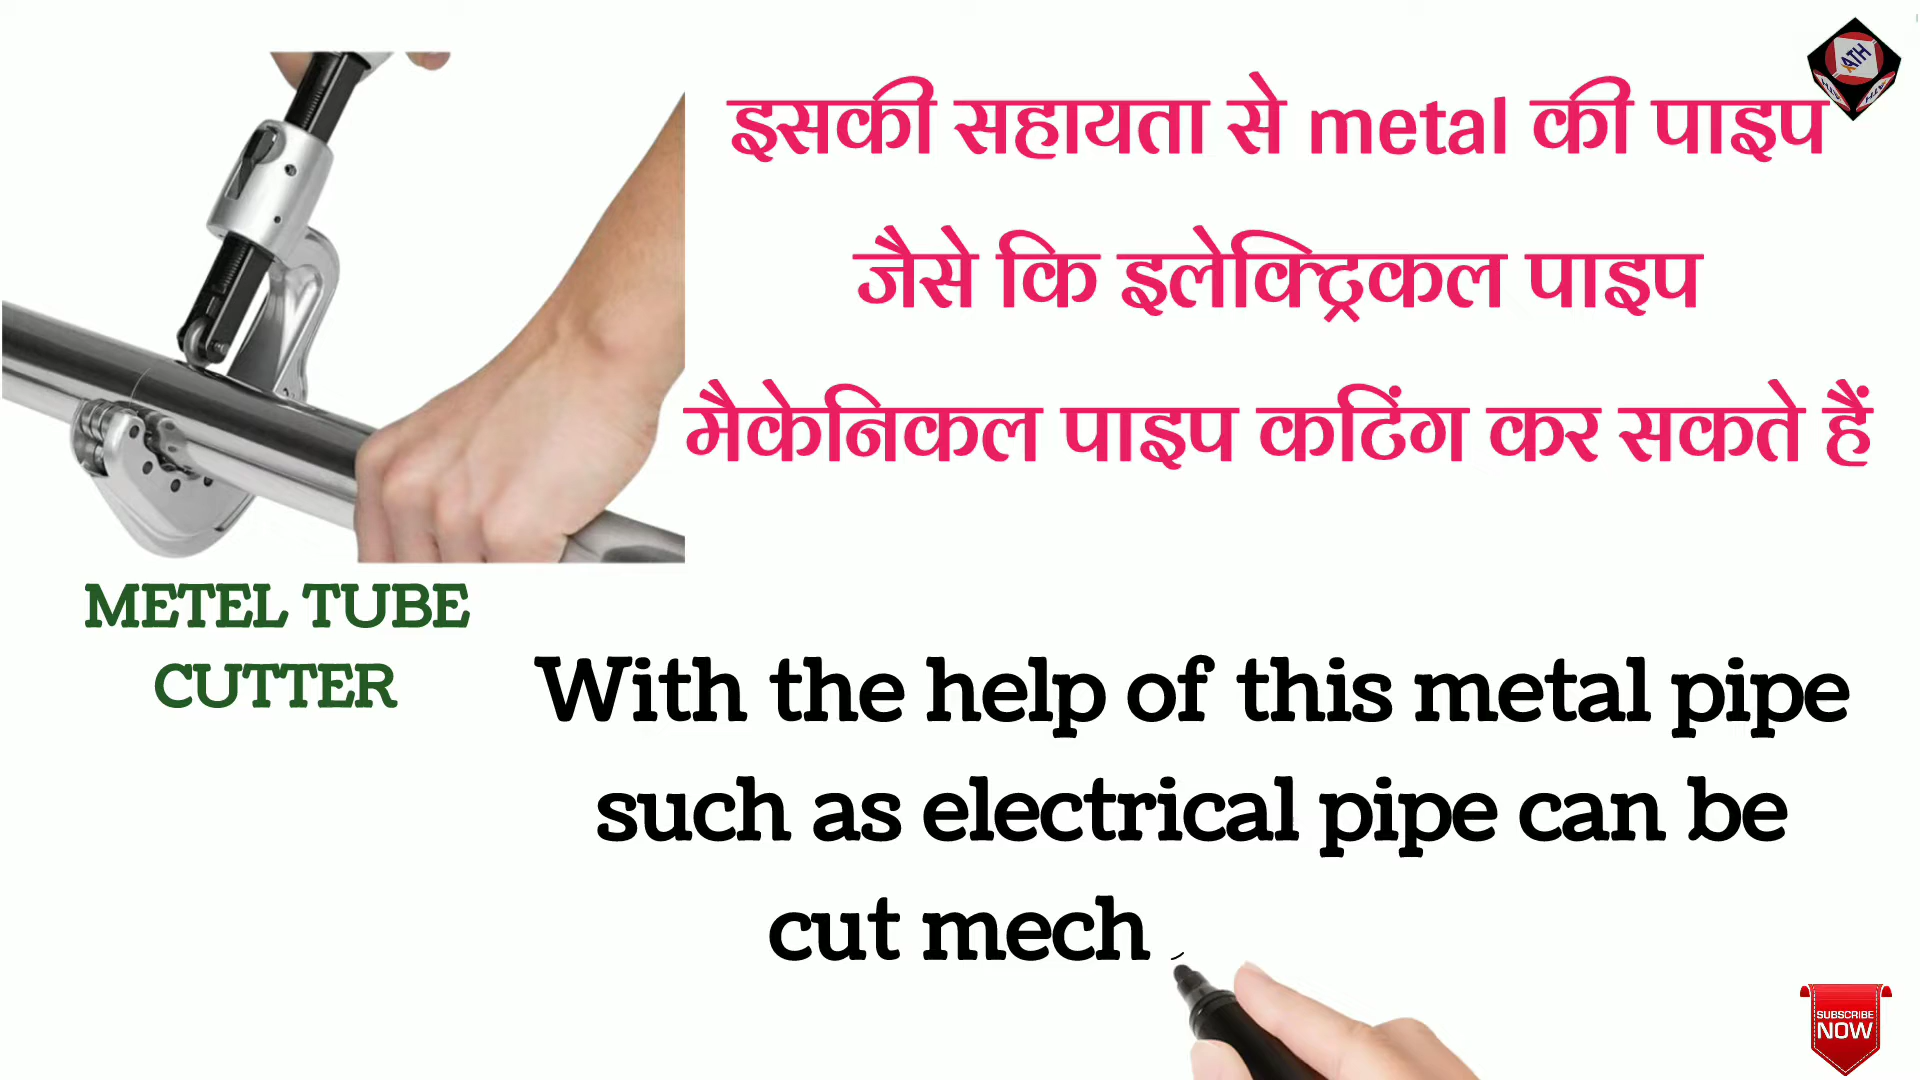 इसकी सहायता से metal की पाइप
जैसे कि इलेक्ट्रिकल पाइप
मैकेनिकल पाइप कटिंग कर सकते हैं
METEL TUBE
CUTTER
With the help of this metal pipe
such as electrical pipe can be
cut mech
ATH
SUBSCRIBE
NOW